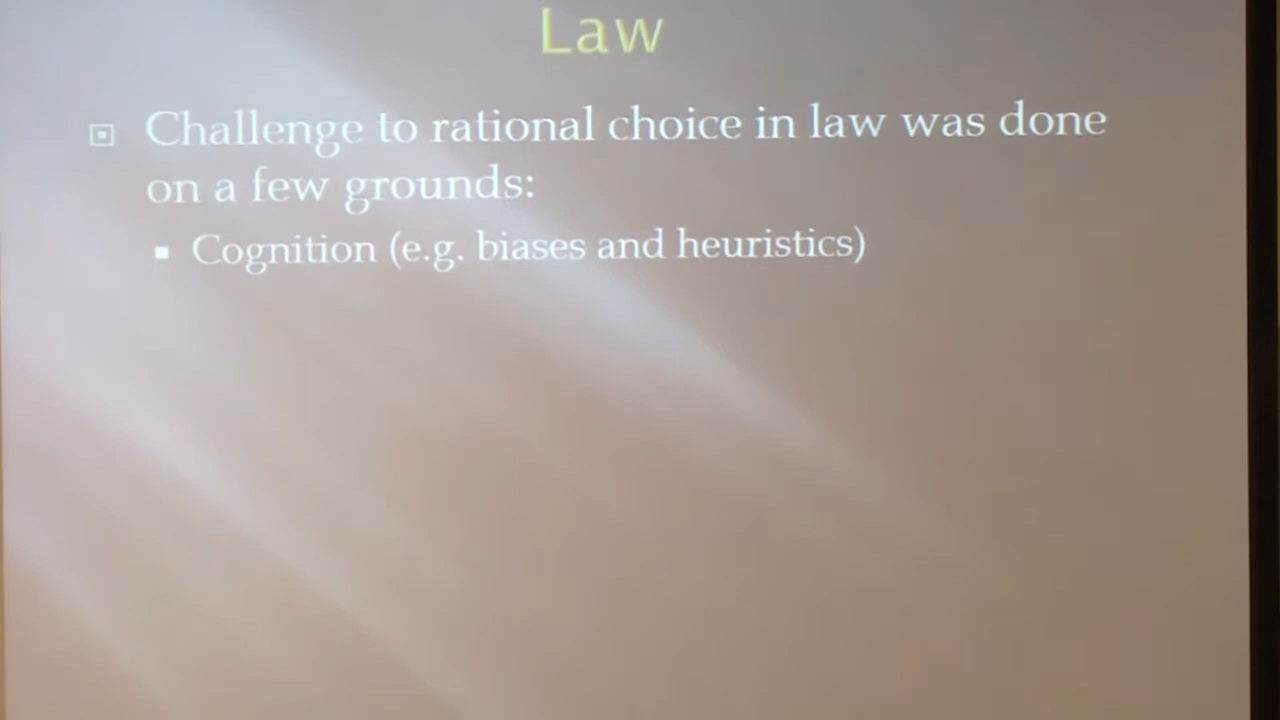 Law
Challenge to rational choice in law was done
on a few grounds:
Cognition (e.g. biases and heuristics)